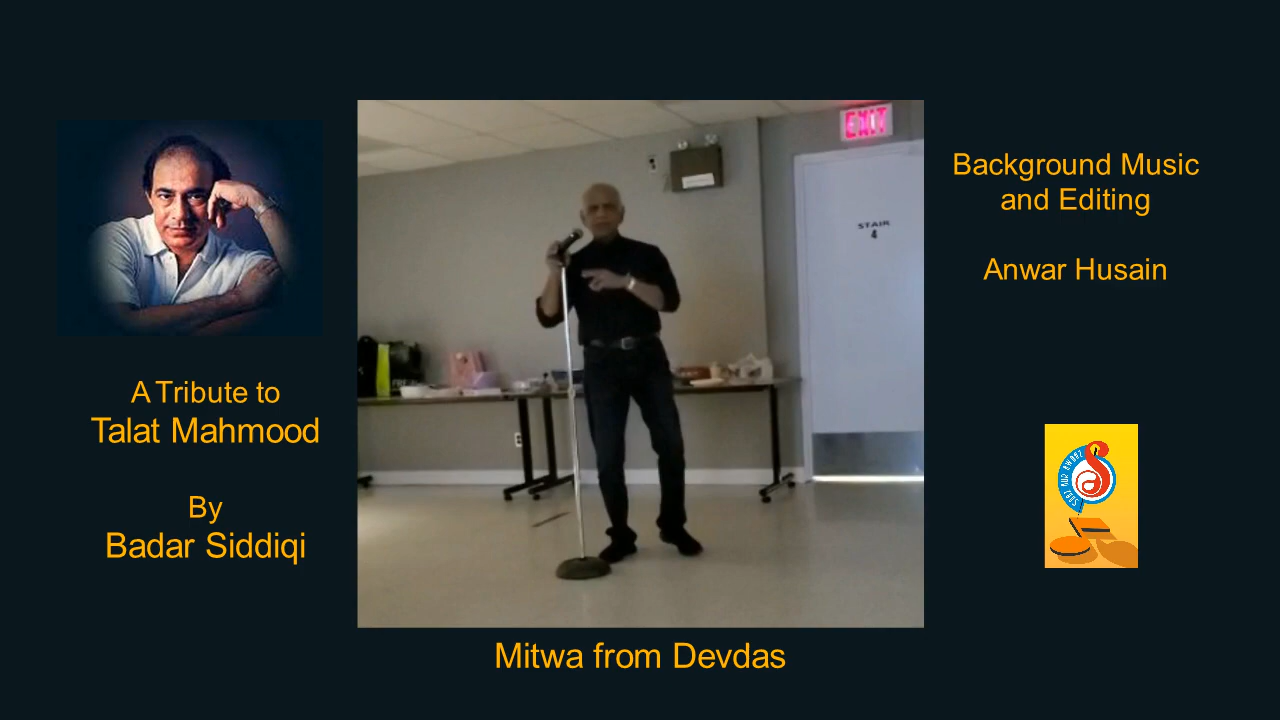 A Tribute to
Talat Mahmood
By
Badar Siddiqi
EXIT
STAIR
4
Mitwa from Devdas
Background Music
and Editing
Anwar Husain